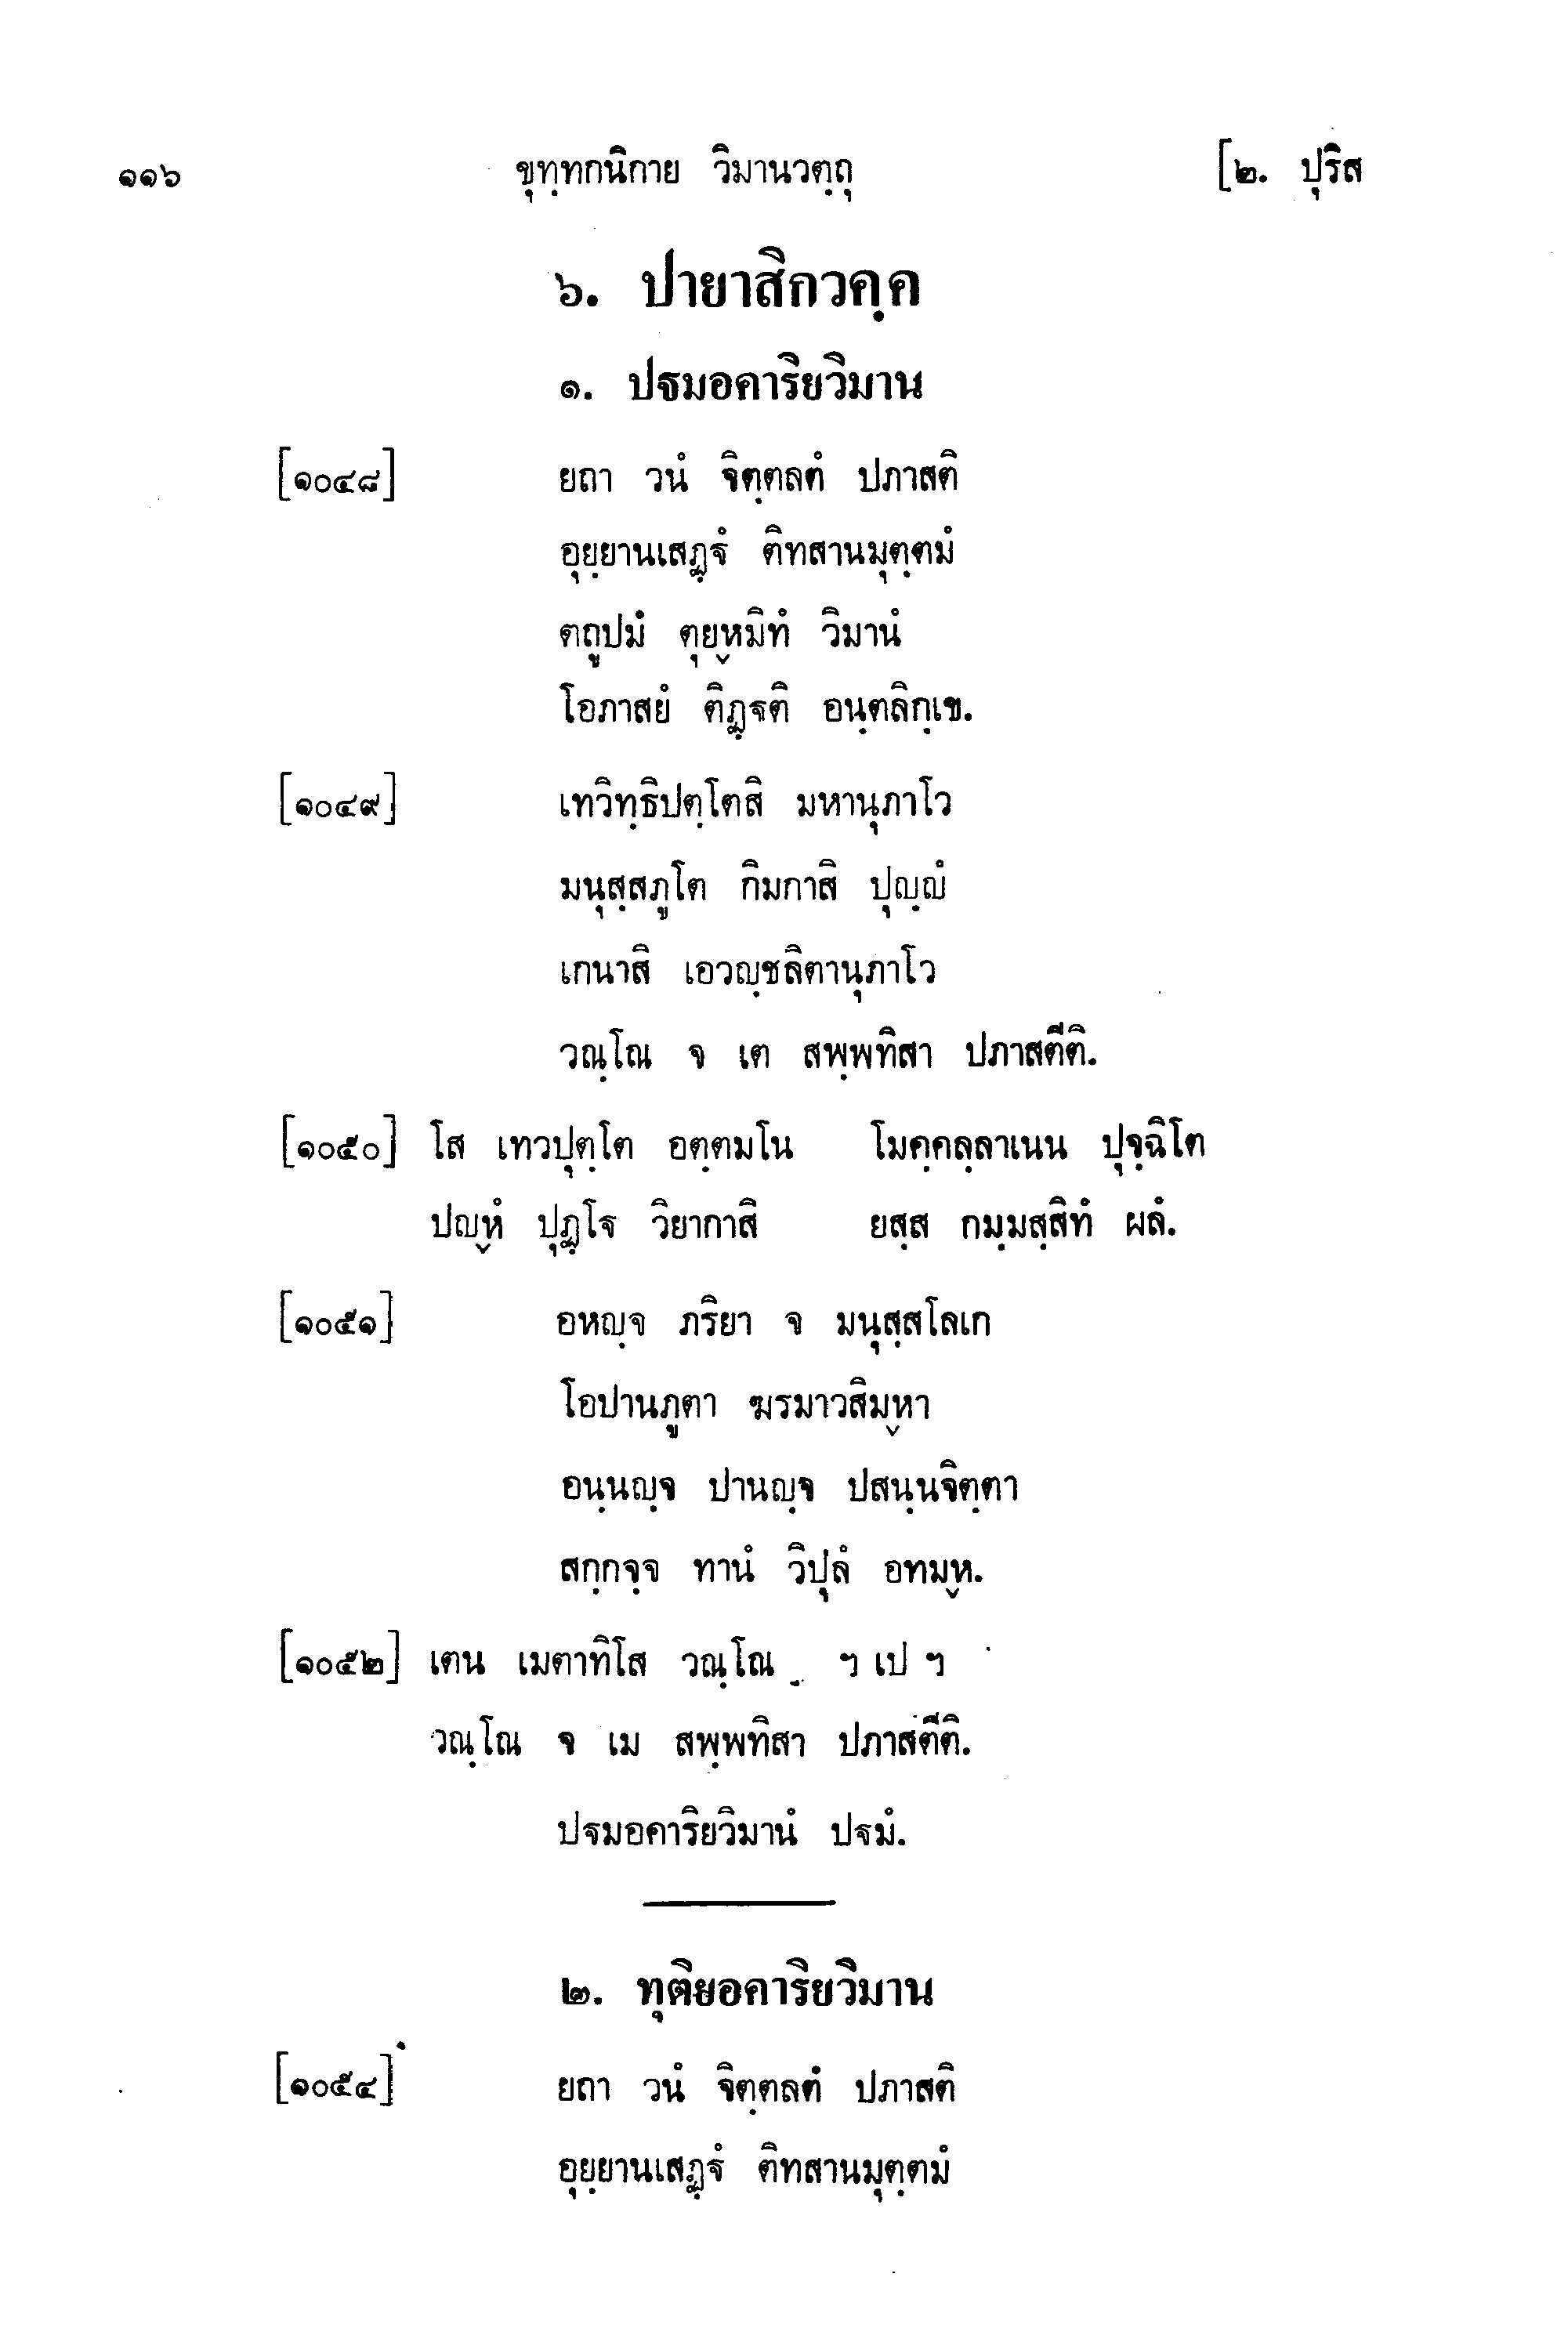 ๑๑๖ ขุทฺทกนิกาย วิมานวตฺถุ [๒. ปุริส
๖. ปายาสิกวคฺค
๑. ปฐมอคาริยวิมาน
[๑๐๔๘] ยถา วนํ จิตฺตลตํ ปภาสติ
อุยฺยานเสฏฺฐํ ติทสานมุตฺตมํ
ตถูปมํ ตุยฺหมิทํ วิมานํ
โอภาสยํ ติฏฺฐติ อนฺตลิกฺเข.
[๑๐๔๙] เทวิทฺธิปตฺโตสิ มหานุภาโว
มนุสฺสภูโต กิมกาสิ ปุญฺญํ
เกนาสิ เอวญฺชลิตานุภาโว
วณฺโณ จ เต สพฺพทิสา ปภาสตีติ.
[๑๐๕๐] โส เทวปุตฺโต อตฺตมโน โมคฺคลฺลาเนน ปุจฺฉิโต
ปญฺหํ ปุฏฺโฐ วิยากาสิ ยสฺส กมฺมสฺสิทํ ผลํ.
[๑๐๕๑] อหญฺจ ภริยา จ มนุสฺสโลเก
โอปานภูตา ฆรมาวสิมฺหา
อนฺนญฺจ ปานญฺจ ปสนฺนจิตฺตา
สกฺกจฺจ ทานํ วิปุลํ อทมฺห.
[๑๐๕๒] เตน เมตาทิโส วณฺโณ ฯ เป ฯ
วณฺโณ จ เม สพฺพทิสา ปภาสตีติ.
ปฐมอคาริยวิมานํ ปฐมํ.
๒. ทุติยอคาริยวิมาน
[๑๐๕๔] ยถา วนํ จิตฺตลตํ ปภาสติ
อุยฺยานเสฏฺฐํ ติทสานมุตฺตมํ